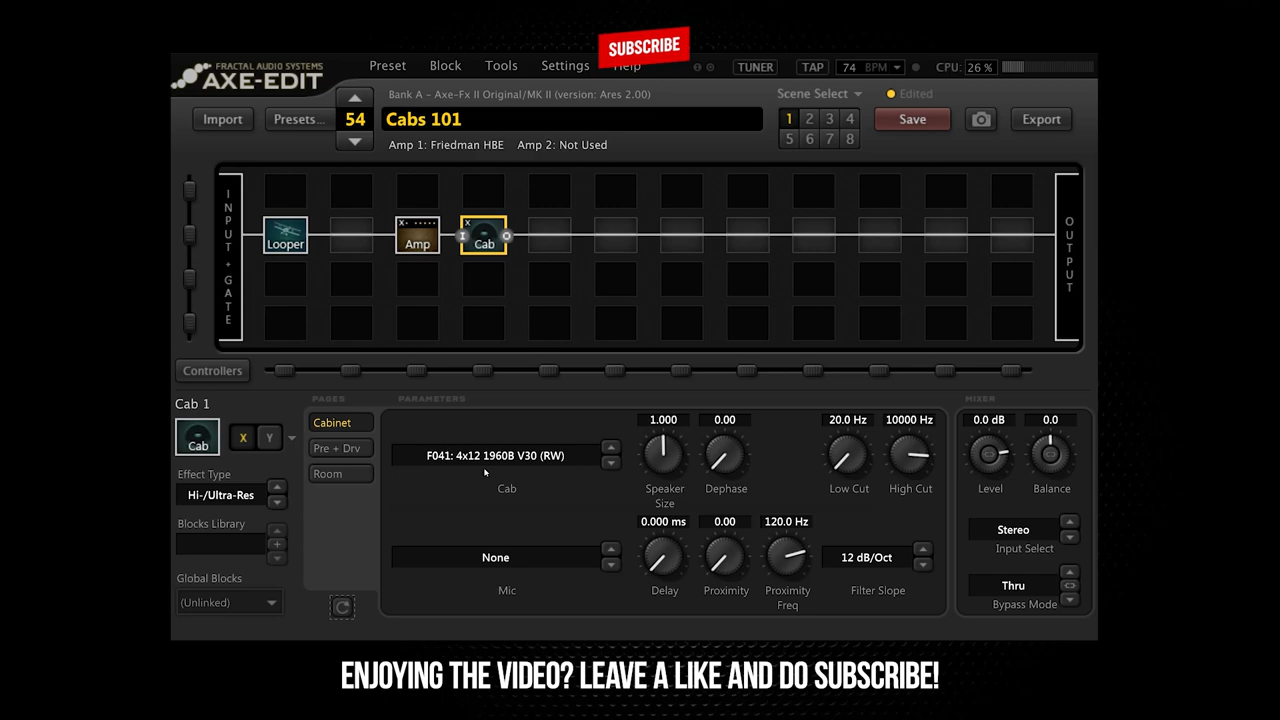 SUBSCRIBE
FRACTAL AUDIO SYSTEMS
AXE-EDIT
Preset Block Tools Settings Help
TUNER TAP 74 BPM CPU: 26 %
Bank A - Axe-Fx II Original/MK II (version: Ares 2.00)
Scene Select Edited
Import Presets... 54 Cabs 101 1 2 3 4 Save Export
5 6 7 8
Amp 1: Friedman HBE Amp 2: Not Used
INPUT + GATE
Looper X Amp X I Cab O
OUTPUT
Controllers
Cab 1
Cab
X Y
Effect Type
Hi-/Ultra-Res
Blocks Library
+
Global Blocks
(Unlinked)
PAGES
Cabinet
Pre + Drv
Room
PARAMETERS
1.000 0.00 20.0 Hz 10000 Hz
F041: 4x12 1960B V30 (RW)
Cab Speaker Size Dephase Low Cut High Cut
0.000 ms 0.00 120.0 Hz
None 12 dB/Oct
Mic Delay Proximity Proximity Freq Filter Slope
MIXER
0.0 dB 0.0
Level Balance
Stereo
Input Select
Thru
Bypass Mode
ENJOYING THE VIDEO? LEAVE A LIKE AND DO SUBSCRIBE!